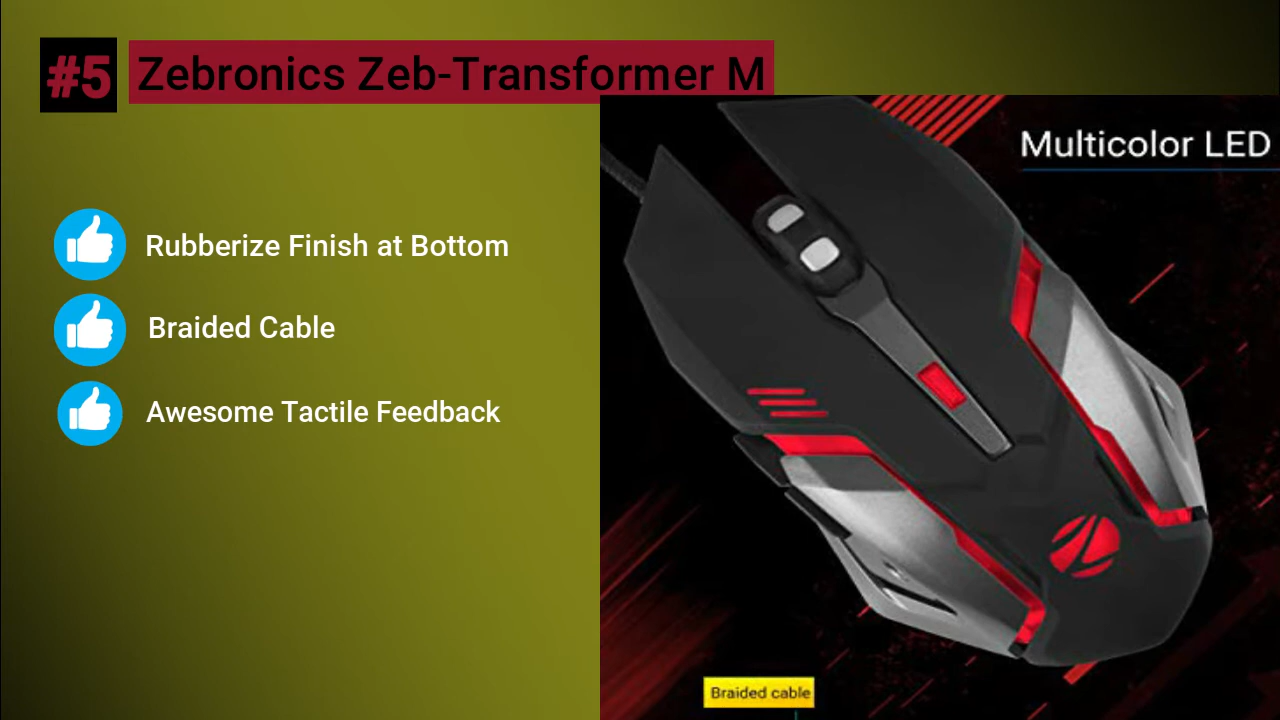 #5 Zebronics Zeb-Transformer M
Multicolor LED
Rubberize Finish at Bottom
Braided Cable
Awesome Tactile Feedback
Braided cable